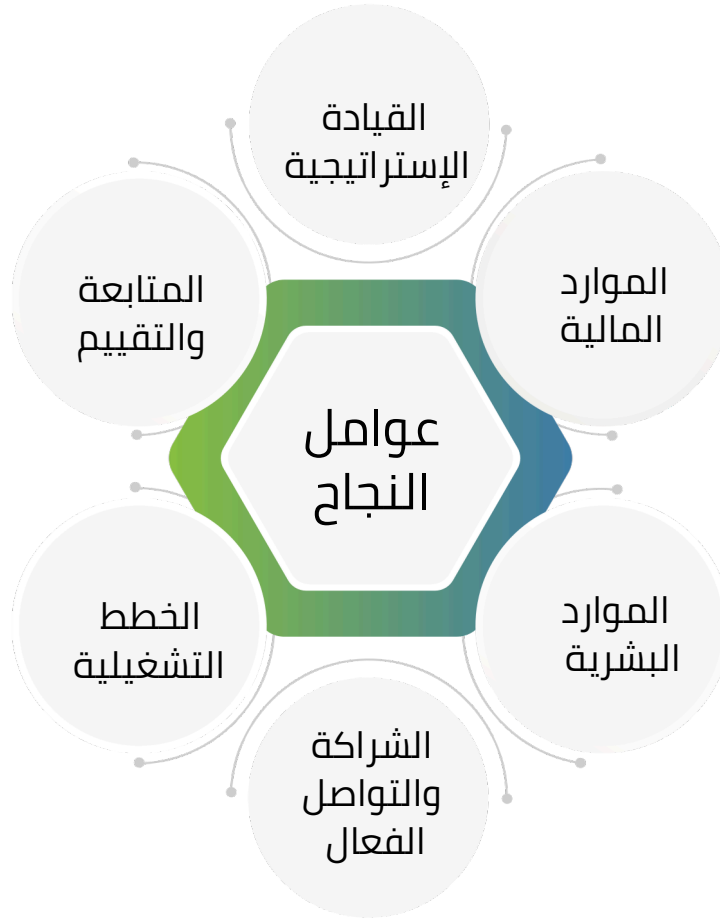 القيادة
الإستراتيجية
الموارد
المالية
الموارد
البشرية
الشراكة
والتواصل
الفعال
الخطط
التشغيلية
المتابعة
والتقييم
عوامل
النجاح